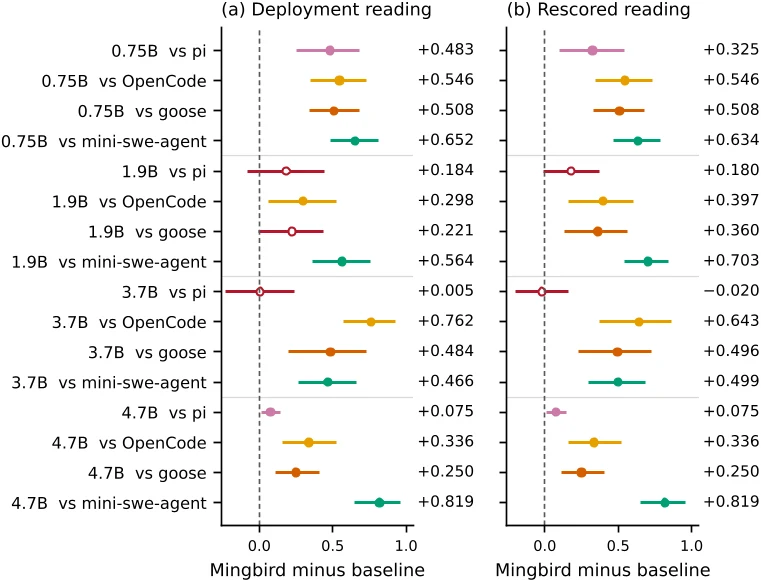 (a) Deployment reading
(b) Rescored reading
0.75B vs pi +0.483 +0.325
0.75B vs OpenCode +0.546 +0.546
0.75B vs goose +0.508 +0.508
0.75B vs mini-swe-agent +0.652 +0.634
1.9B vs pi +0.184 +0.180
1.9B vs OpenCode +0.298 +0.397
1.9B vs goose +0.221 +0.360
1.9B vs mini-swe-agent +0.564 +0.703
3.7B vs pi +0.005 −0.020
3.7B vs OpenCode +0.762 +0.643
3.7B vs goose +0.484 +0.496
3.7B vs mini-swe-agent +0.466 +0.499
4.7B vs pi +0.075 +0.075
4.7B vs OpenCode +0.336 +0.336
4.7B vs goose +0.250 +0.250
4.7B vs mini-swe-agent +0.819 +0.819
0.0 0.5 1.0 0.0 0.5 1.0
Mingbird minus baseline
Mingbird minus baseline